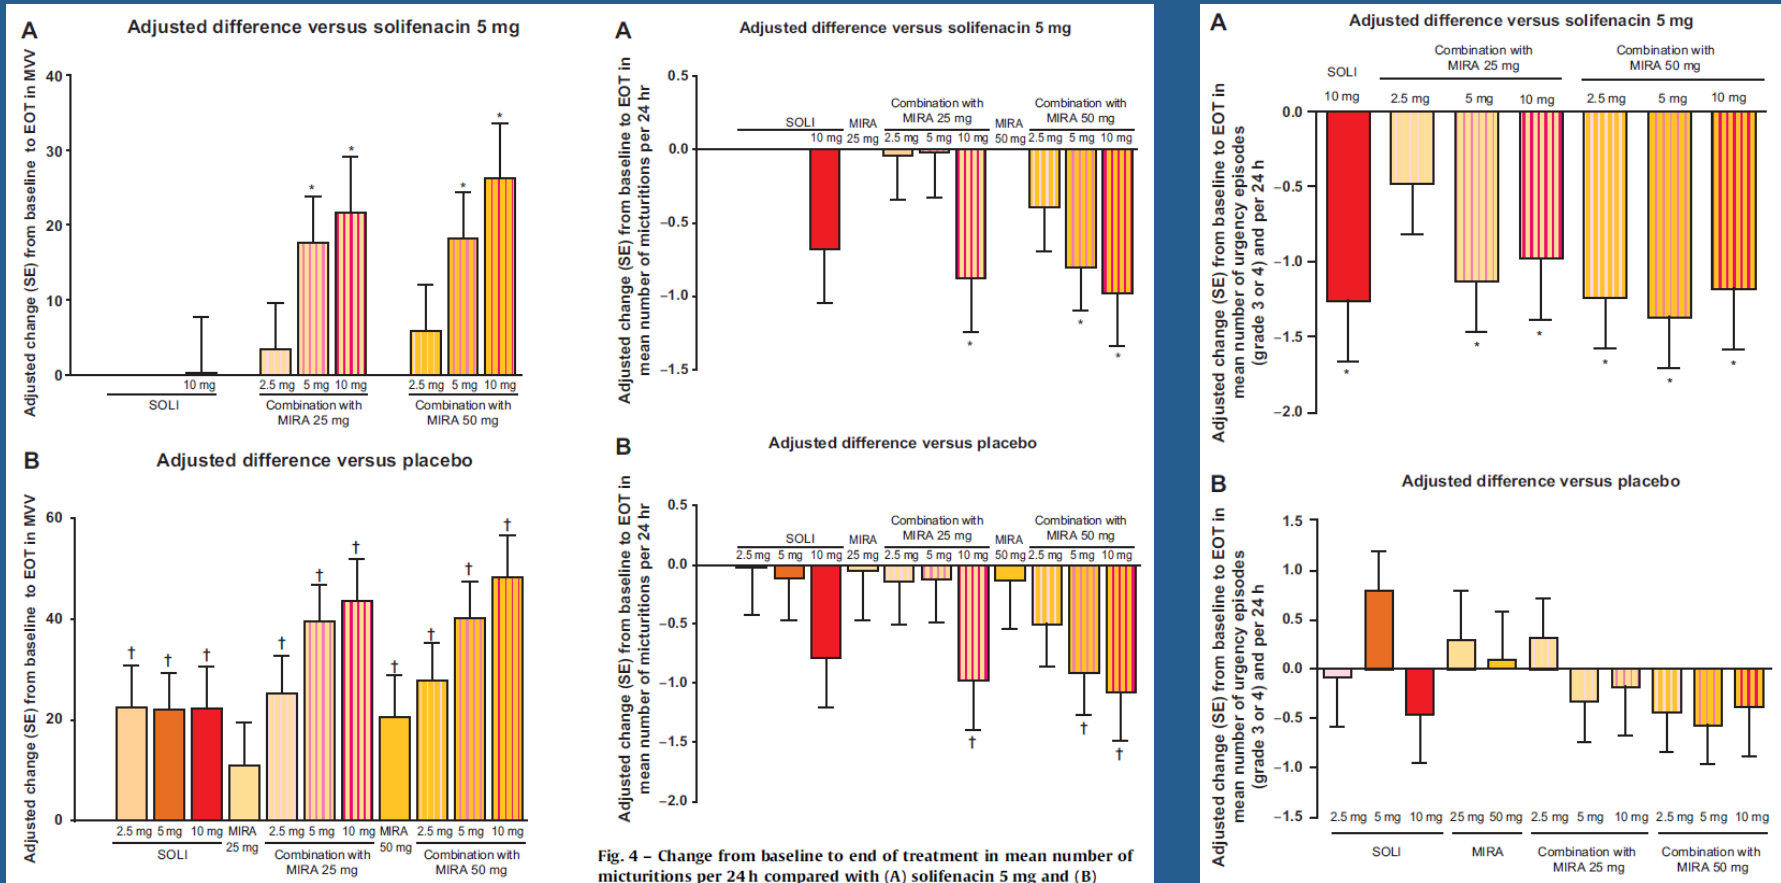 A
Adjusted difference versus solifenacin 5 mg
Adjusted change (SE) from baseline to EOT in MVV
40
30
20
10
0
*
*
*
*
10 mg
2.5 mg
5 mg
10 mg
2.5 mg
5 mg
10 mg
SOLI
Combination with
MIRA 25 mg
Combination with
MIRA 50 mg
B
Adjusted difference versus placebo
Adjusted change (SE) from baseline to EOT in MVV
60
40
20
0
†
†
†
†
†
†
†
†
†
†
2.5 mg
5 mg
10 mg
MIRA
25 mg
2.5 mg
5 mg
10 mg
MIRA
50 mg
2.5 mg
5 mg
10 mg
SOLI
Combination with
MIRA 25 mg
Combination with
MIRA 50 mg
A
Adjusted difference versus solifenacin 5 mg
Adjusted change (SE) from baseline to EOT in
mean number of micturitions per 24 hr
0.5
0.0
−0.5
−1.0
−1.5
SOLI
10 mg
MIRA
25 mg
Combination with
MIRA 25 mg
2.5 mg
5 mg
10 mg
MIRA
50 mg
Combination with
MIRA 50 mg
2.5 mg
5 mg
10 mg
*
*
*
B
Adjusted difference versus placebo
Adjusted change (SE) from baseline to EOT in
mean number of micturitions per 24 hr
0.5
0.0
−0.5
−1.0
−1.5
−2.0
SOLI
2.5 mg
5 mg
10 mg
MIRA
25 mg
Combination with
MIRA 25 mg
2.5 mg
5 mg
10 mg
MIRA
50 mg
Combination with
MIRA 50 mg
2.5 mg
5 mg
10 mg
†
†
†
Fig. 4 – Change from baseline to end of treatment in mean number of
micturitions per 24 h compared with (A) solifenacin 5 mg and (B)
A
Adjusted difference versus solifenacin 5 mg
Adjusted change (SE) from baseline to EOT in
mean number of urgency episodes
(grade 3 or 4) and per 24 h
SOLI
10 mg
Combination with
MIRA 25 mg
2.5 mg
5 mg
10 mg
Combination with
MIRA 50 mg
2.5 mg
5 mg
10 mg
0.0
−0.5
−1.0
−1.5
−2.0
*
*
*
*
*
*
B
Adjusted difference versus placebo
Adjusted change (SE) from baseline to EOT in
mean number of urgency episodes
(grade 3 or 4) and per 24 h
1.5
1.0
0.5
0.0
−0.5
−1.0
−1.5
2.5 mg
5 mg
10 mg
25 mg
50 mg
2.5 mg
5 mg
10 mg
2.5 mg
5 mg
10 mg
SOLI
MIRA
Combination with
MIRA 25 mg
Combination with
MIRA 50 mg